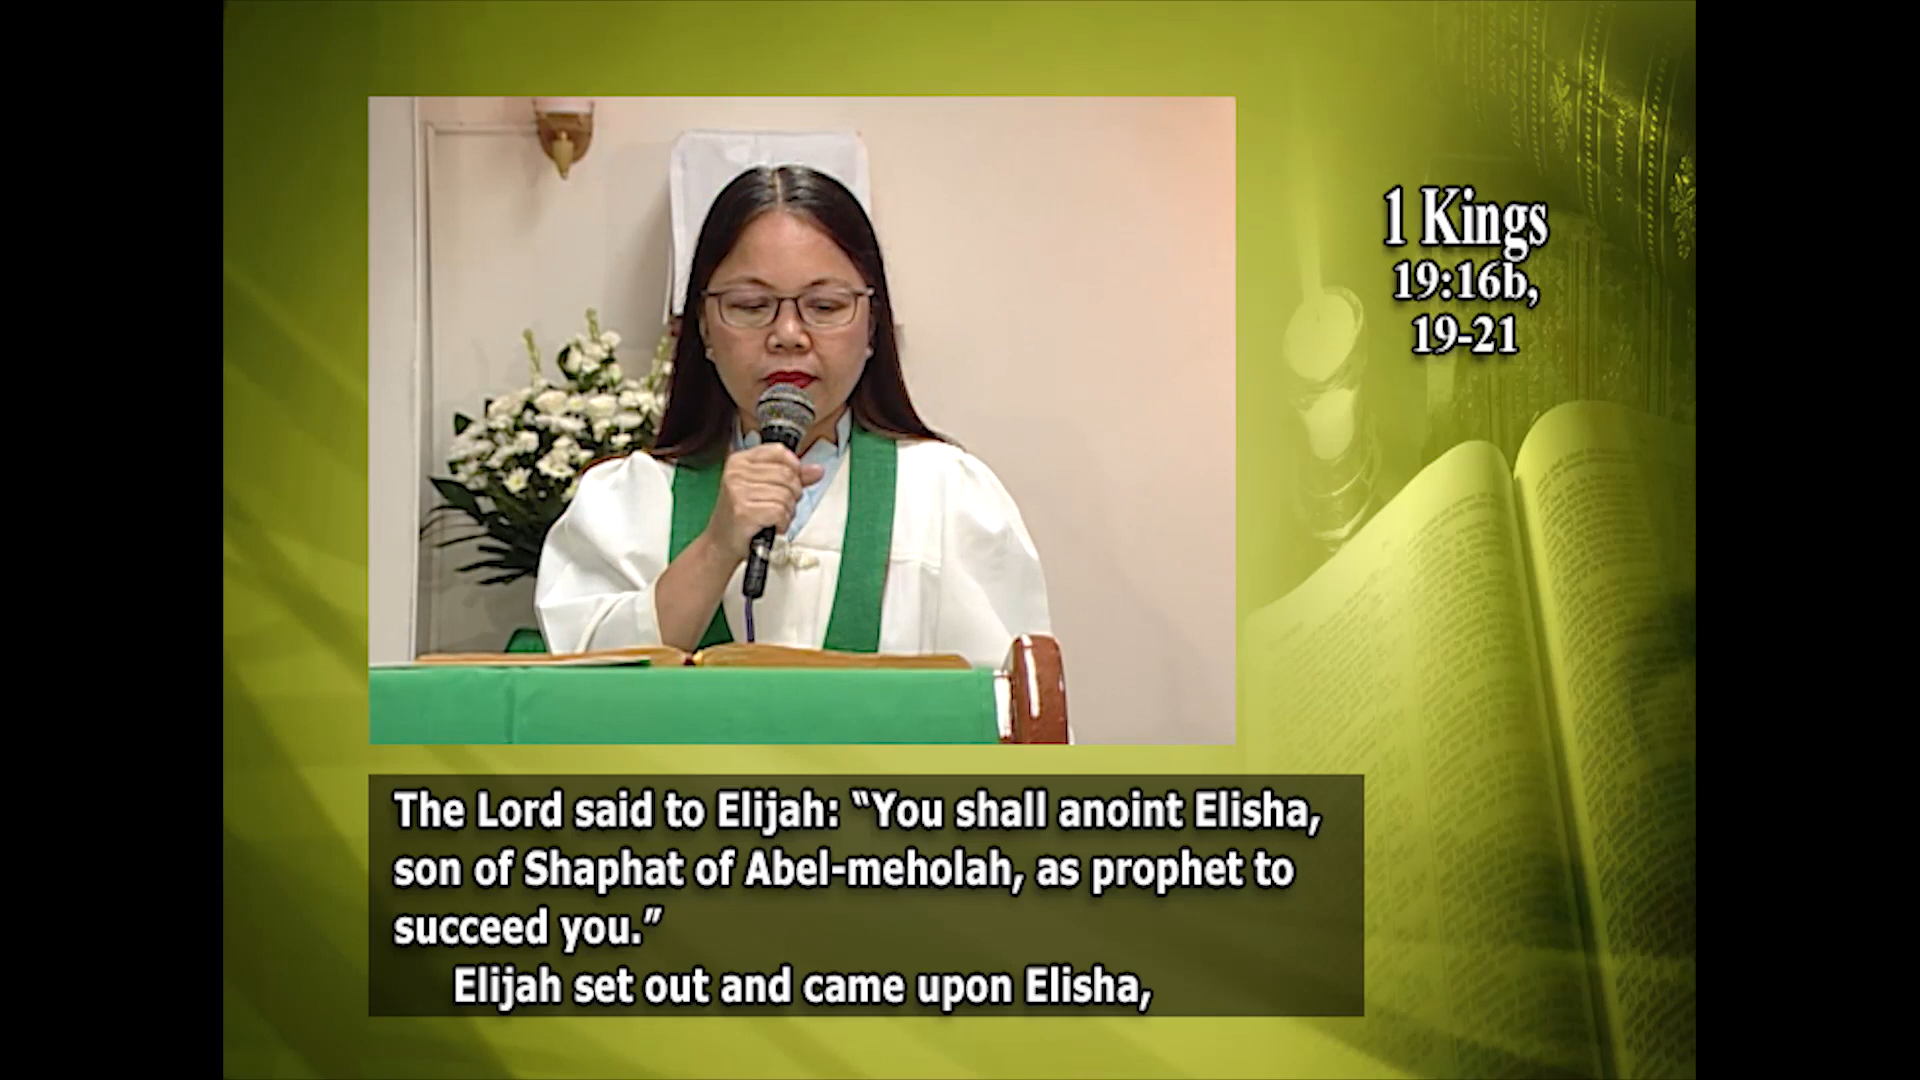 1 Kings
19:16b,
19-21
The Lord said to Elijah: “You shall anoint Elisha,
son of Shaphat of Abel-meholah, as prophet to
succeed you.”
Elijah set out and came upon Elisha,